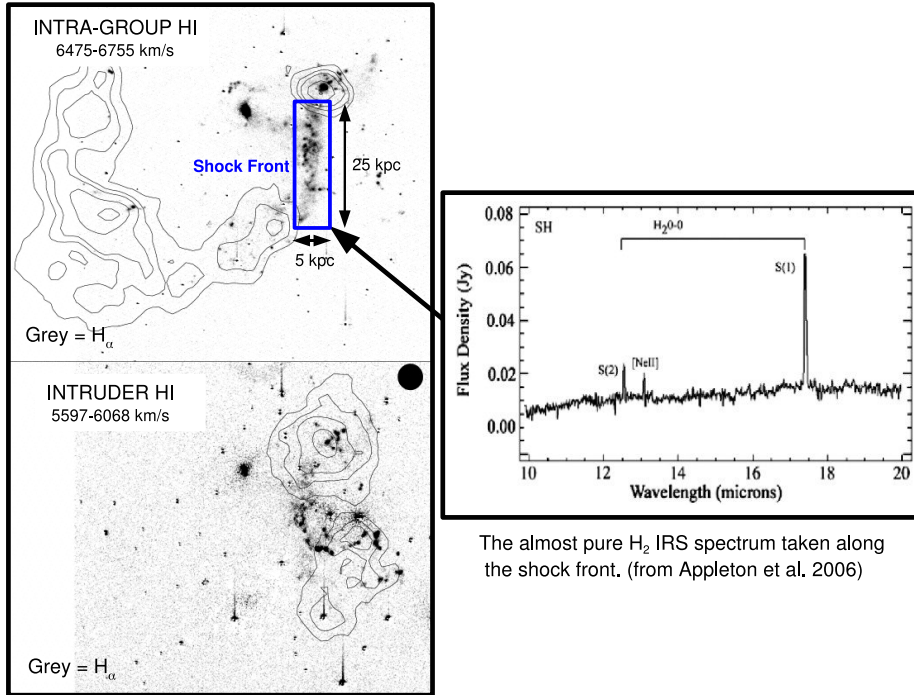 INTRA-GROUP HI
6475-6755 km/s
Shock Front
25 kpc
5 kpc
Grey = Hα
INTRUDER HI
5597-6068 km/s
Grey = Hα
SH
H₂0-0
S(1)
S(2)
[NeII]
0.08
0.06
0.04
0.02
0.00
Flux Density (Jy)
10 12 14 16 18 20
Wavelength (microns)
The almost pure H₂ IRS spectrum taken along
the shock front. (from Appleton et al. 2006)